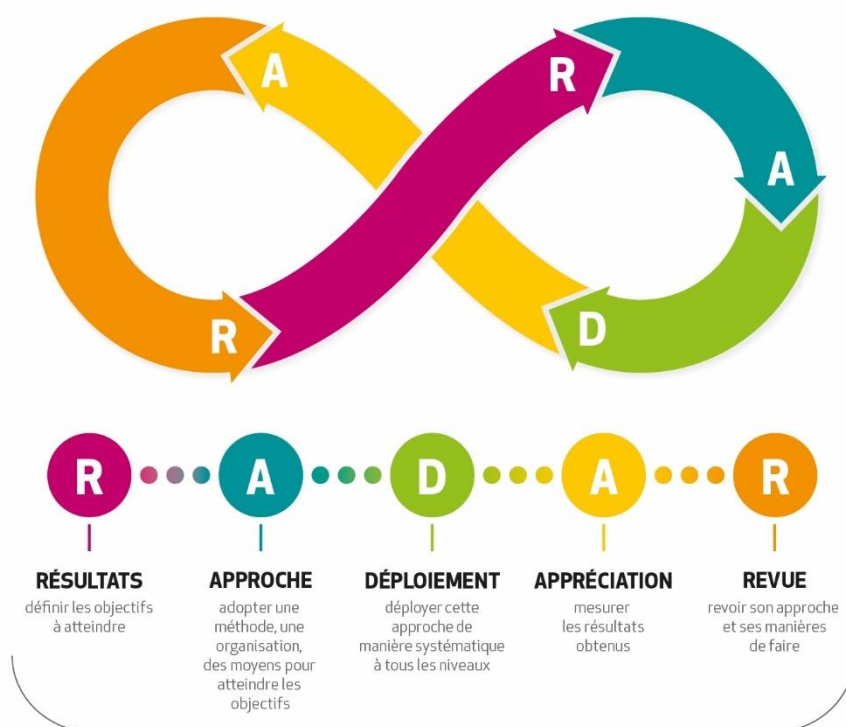 A
R
A
R
D
R
A
D
A
R
RÉSULTATS
définir les objectifs
à atteindre
APPROCHE
adopter une
méthode, une
organisation,
des moyens pour
atteindre les
objectifs
DÉPLOIEMENT
déployer cette
approche de
manière systématique
à tous les niveaux
APPRÉCIATION
mesurer
les résultats
obtenus
REVUE
revoir son approche
et ses manières
de faire